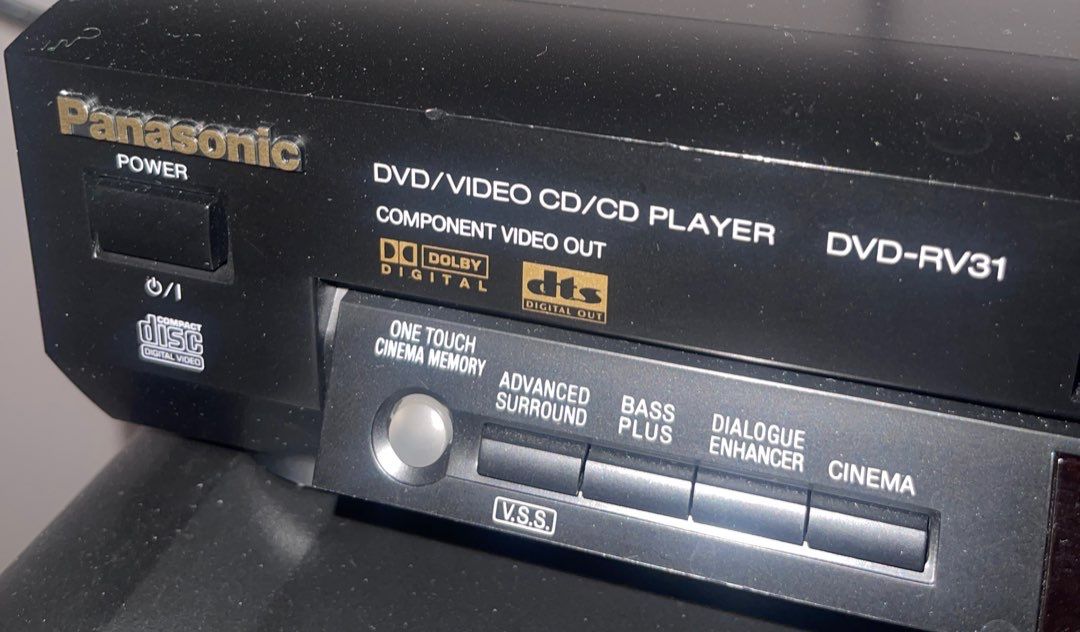 Panasonic
POWER
⏻/I
COMPACT
disc
DIGITAL VIDEO
DVD/VIDEO CD/CD PLAYER
DVD-RV31
COMPONENT VIDEO OUT
DOLBY
DIGITAL
dts
DIGITAL OUT
ONE TOUCH
CINEMA MEMORY
ADVANCED
SURROUND
BASS
PLUS
DIALOGUE
ENHANCER
CINEMA
V.S.S.